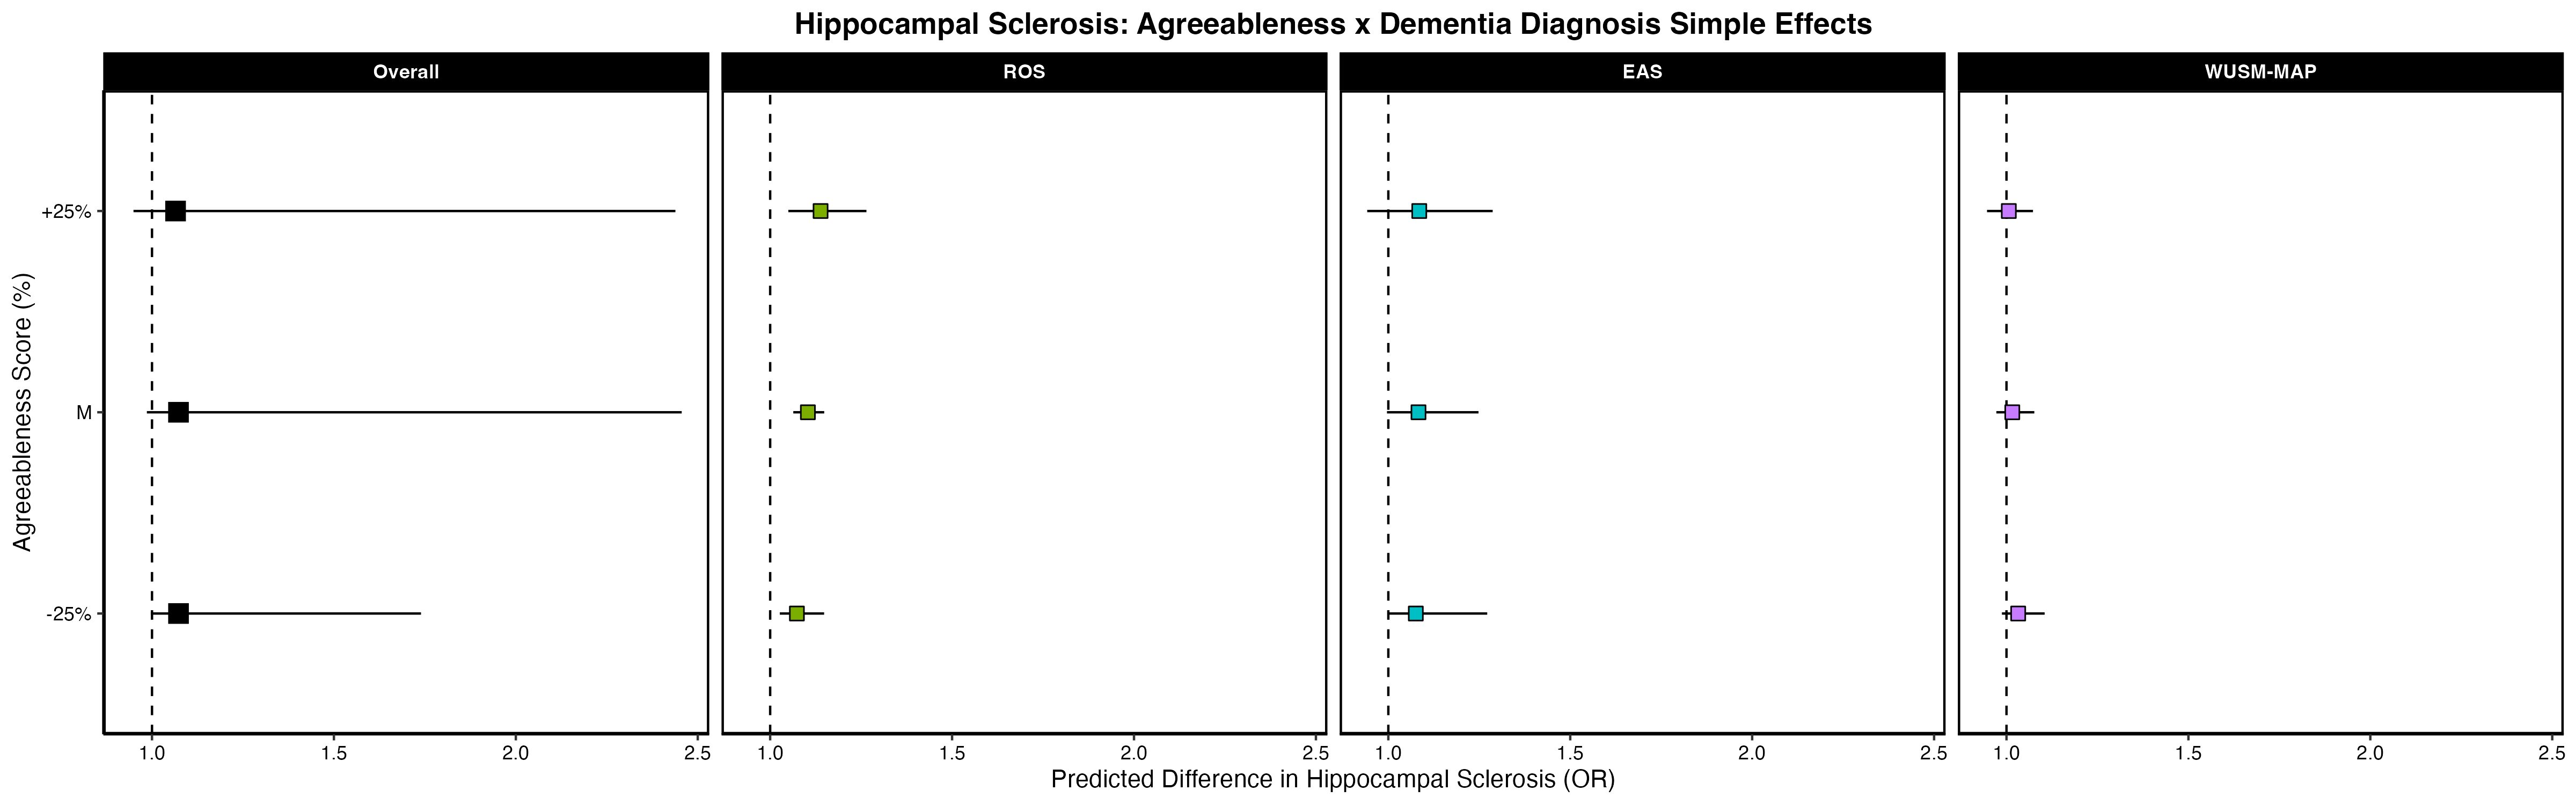 Hippocampal Sclerosis: Agreeableness x Dementia Diagnosis Simple Effects
Overall
ROS
EAS
WUSM-MAP
Agreeableness Score (%)
+25%
M
-25%
1.0 1.5 2.0 2.5
1.0 1.5 2.0 2.5
1.0 1.5 2.0 2.5
1.0 1.5 2.0 2.5
Predicted Difference in Hippocampal Sclerosis (OR)